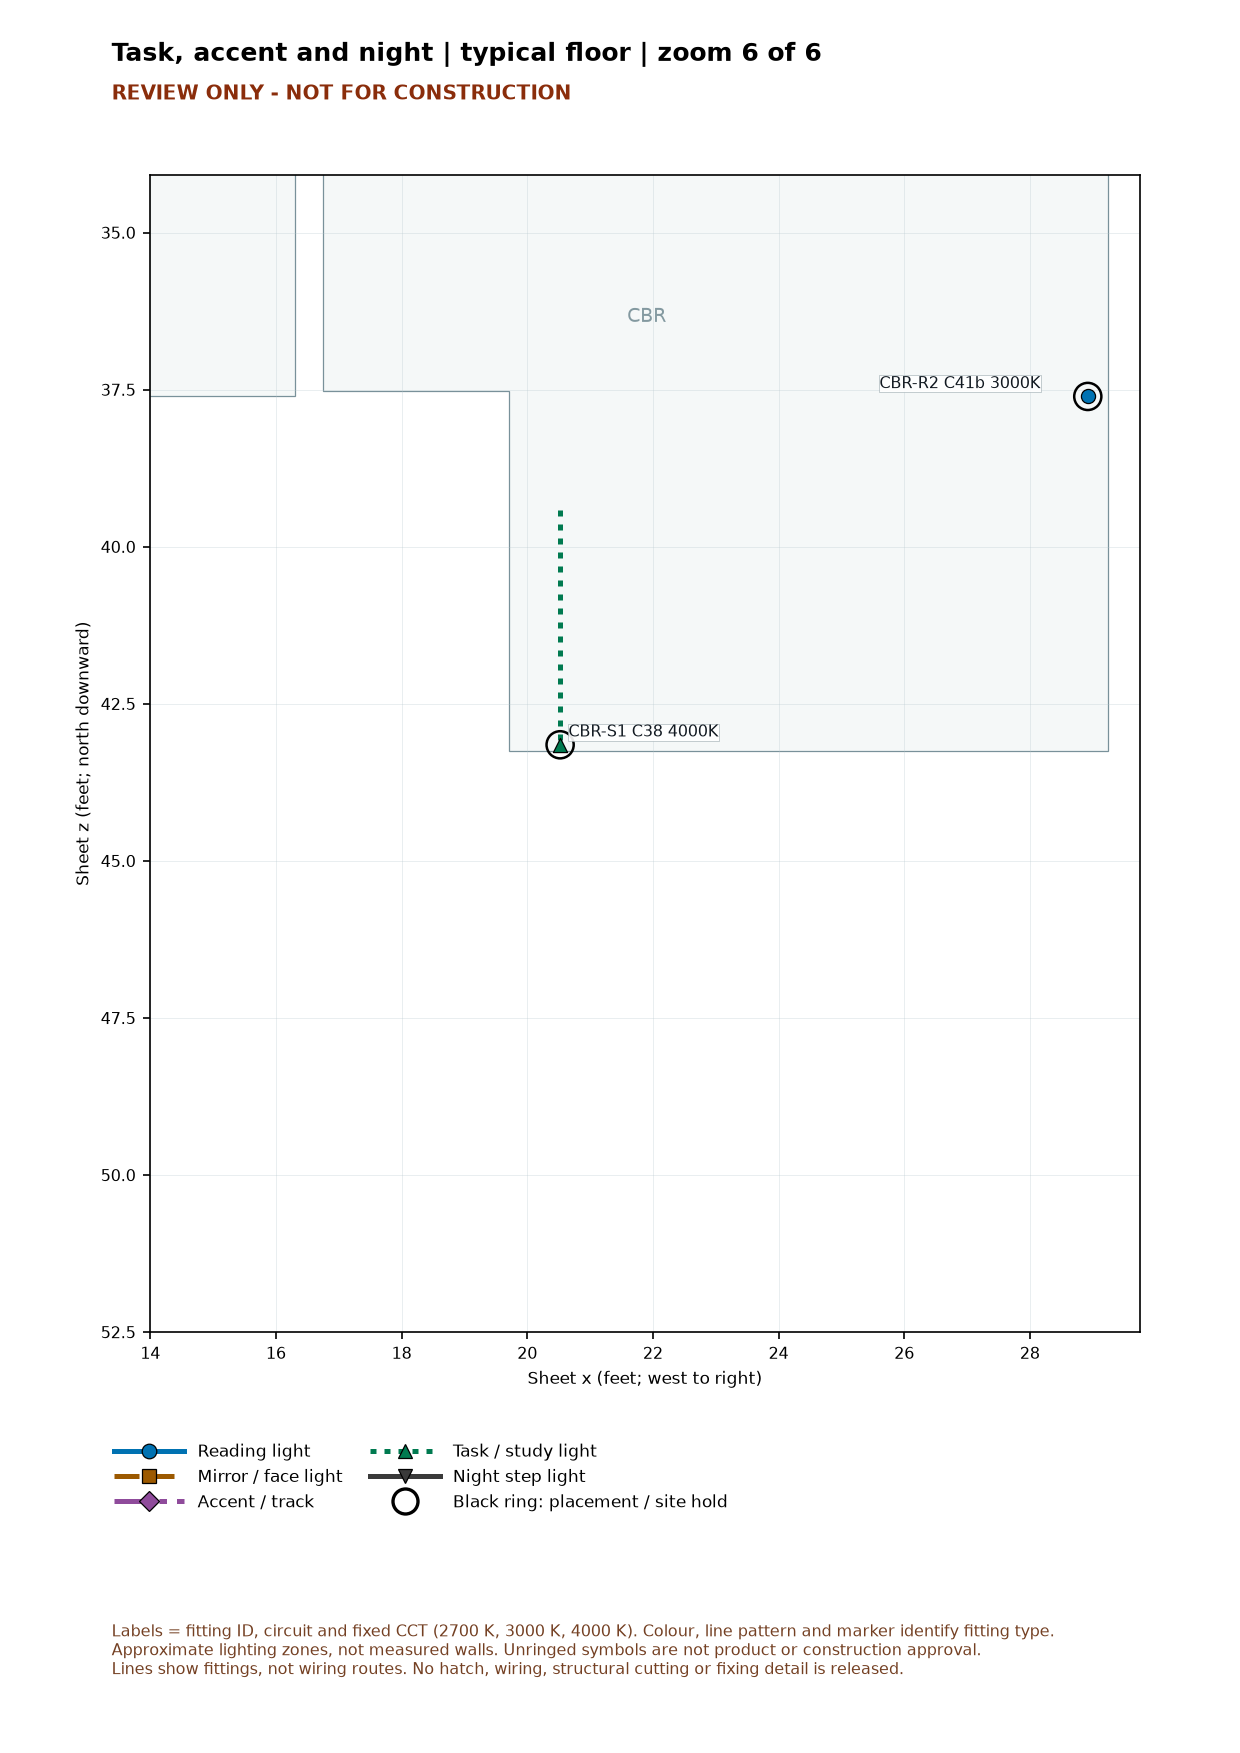 Task, accent and night | typical floor | zoom 6 of 6
REVIEW ONLY - NOT FOR CONSTRUCTION
35.0
CBR
37.5
CBR-R2 C41b 3000K
40.0
42.5
CBR-S1 C38 4000K
45.0
47.5
50.0
52.5
Sheet z (feet; north downward)
14 16 18 20 22 24 26 28
Sheet x (feet; west to right)
Reading light
Mirror / face light
Accent / track
Task / study light
Night step light
Black ring: placement / site hold
Labels = fitting ID, circuit and fixed CCT (2700 K, 3000 K, 4000 K). Colour, line pattern and marker identify fitting type.
Approximate lighting zones, not measured walls. Unringed symbols are not product or construction approval.
Lines show fittings, not wiring routes. No hatch, wiring, structural cutting or fixing detail is released.